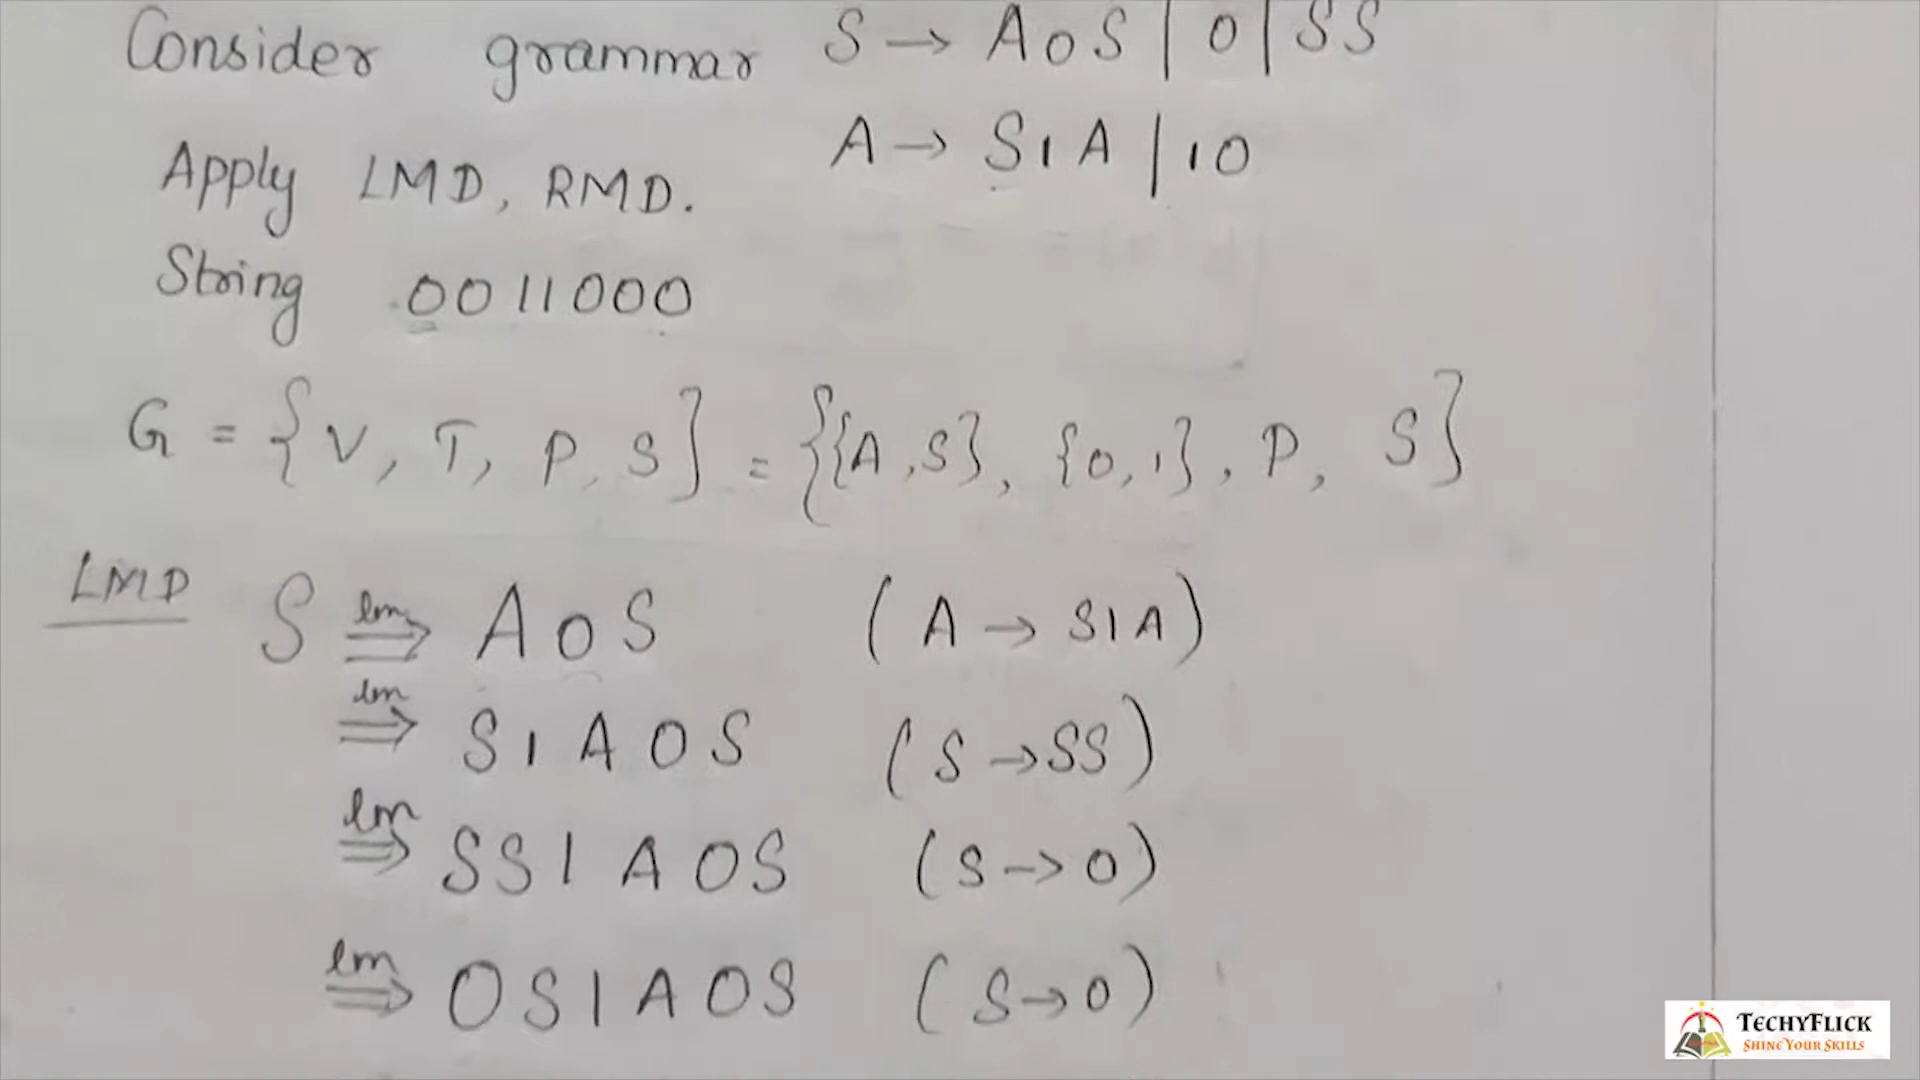 Consider grammar S → A0S | 0 | SS
A → S1A | 10
Apply LMD, RMD.
String 0011000
G = {V, T, P, S} = {{A, S}, {0, 1}, P, S}
LMD S lm⇒ A0S (A → S1A)
lm⇒ S1A0S (S → SS)
lm⇒ SS1A0S (S → 0)
lm⇒ 0S1A0S (S → 0)
TECHYFLICK
SHINE YOUR SKILLS